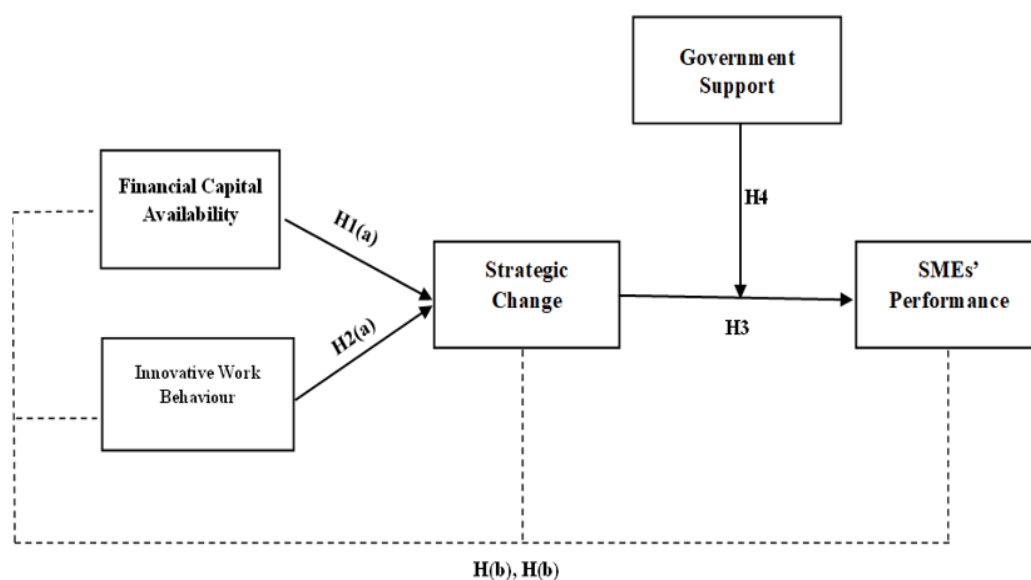 Government
Support
Financial Capital
Availability
H1(a)
H4
Strategic
Change
SMEs'
Performance
H3
H2(a)
Innovative Work
Behaviour
H(b), H(b)